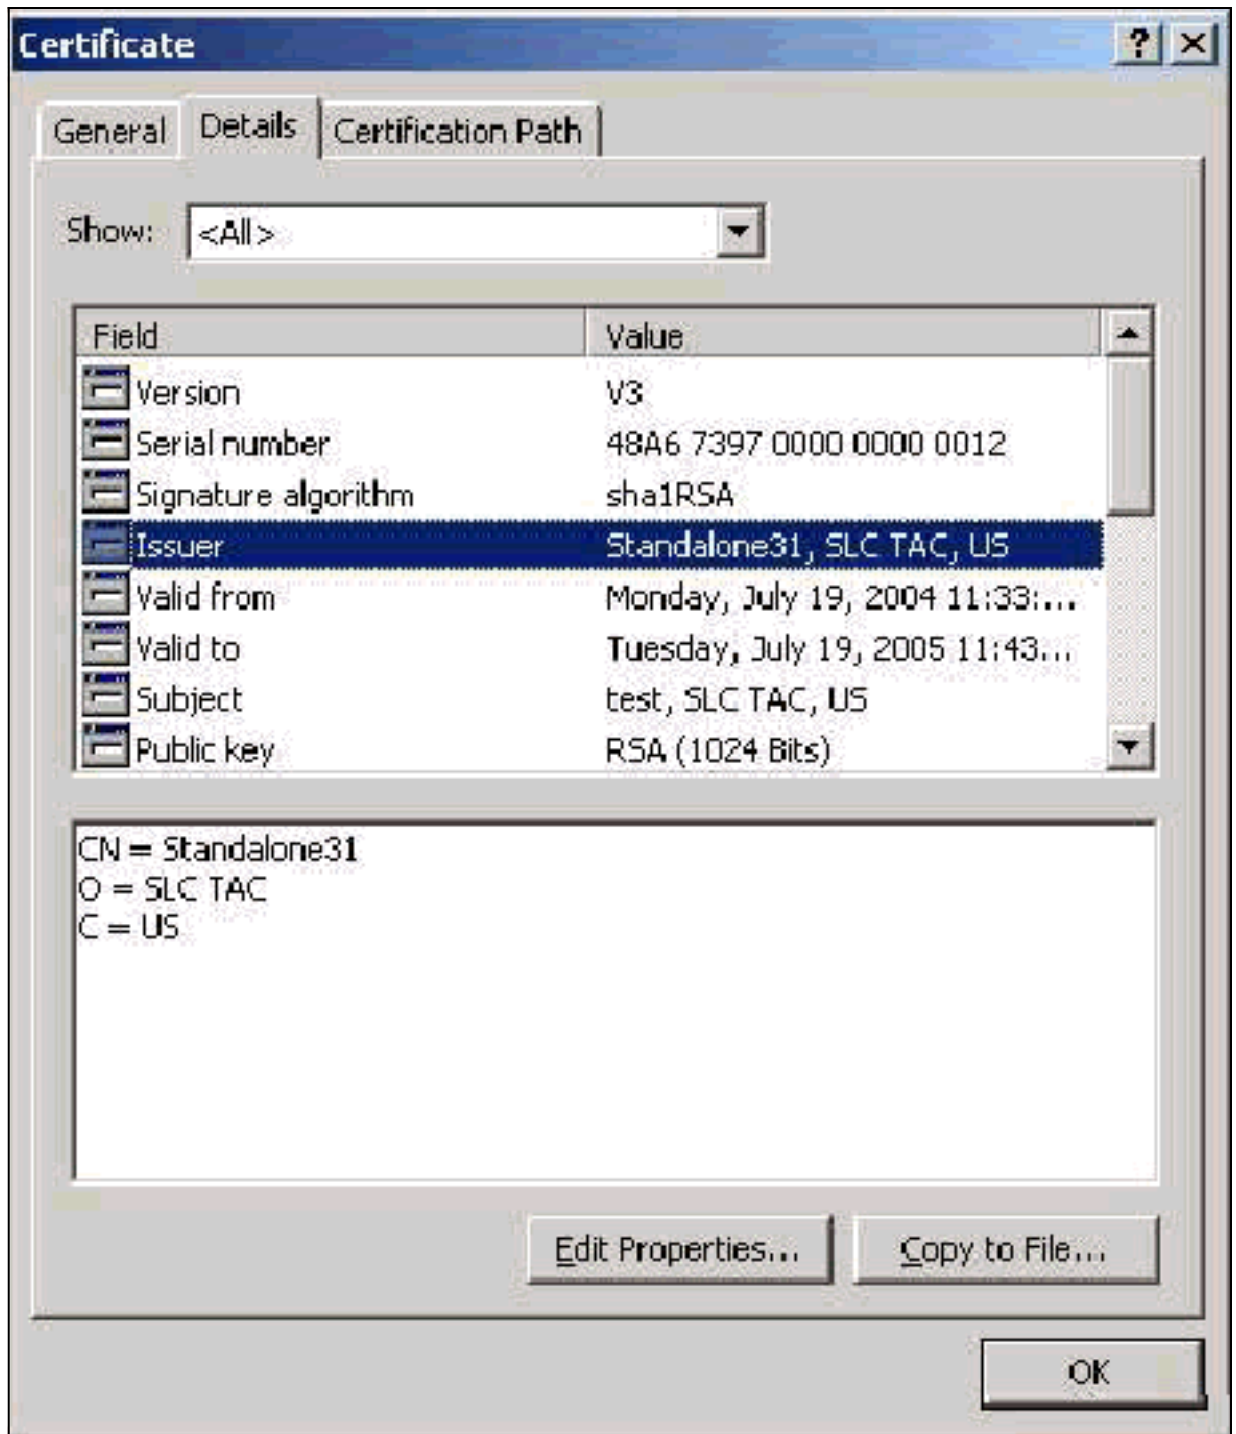 Certificate
General Details Certification Path
Show: <All>
Field Value
Version V3
Serial number 48A6 7397 0000 0000 0012
Signature algorithm sha1RSA
Issuer Standalone31, SLC TAC, US
Valid from Monday, July 19, 2004 11:33:...
Valid to Tuesday, July 19, 2005 11:43...
Subject test, SLC TAC, US
Public key RSA (1024 Bits)
CN = Standalone31
O = SLC TAC
C = US
Edit Properties... Copy to File...
OK